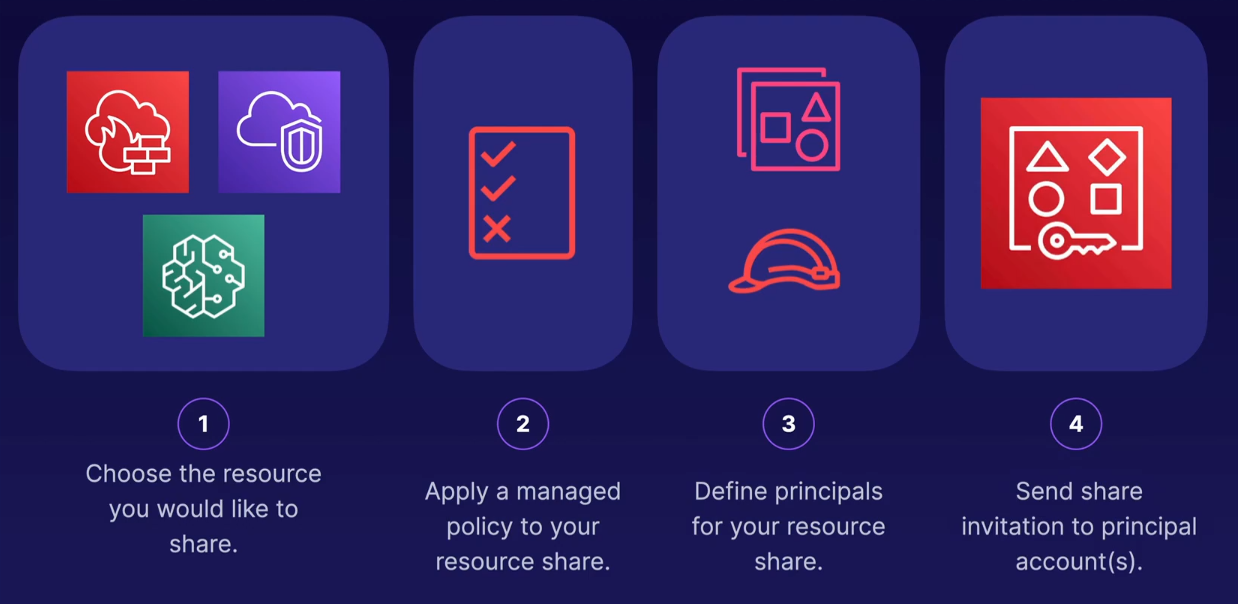 1
Choose the resource
you would like to
share.
2
Apply a managed
policy to your
resource share.
3
Define principals
for your resource
share.
4
Send share
invitation to principal
account(s).